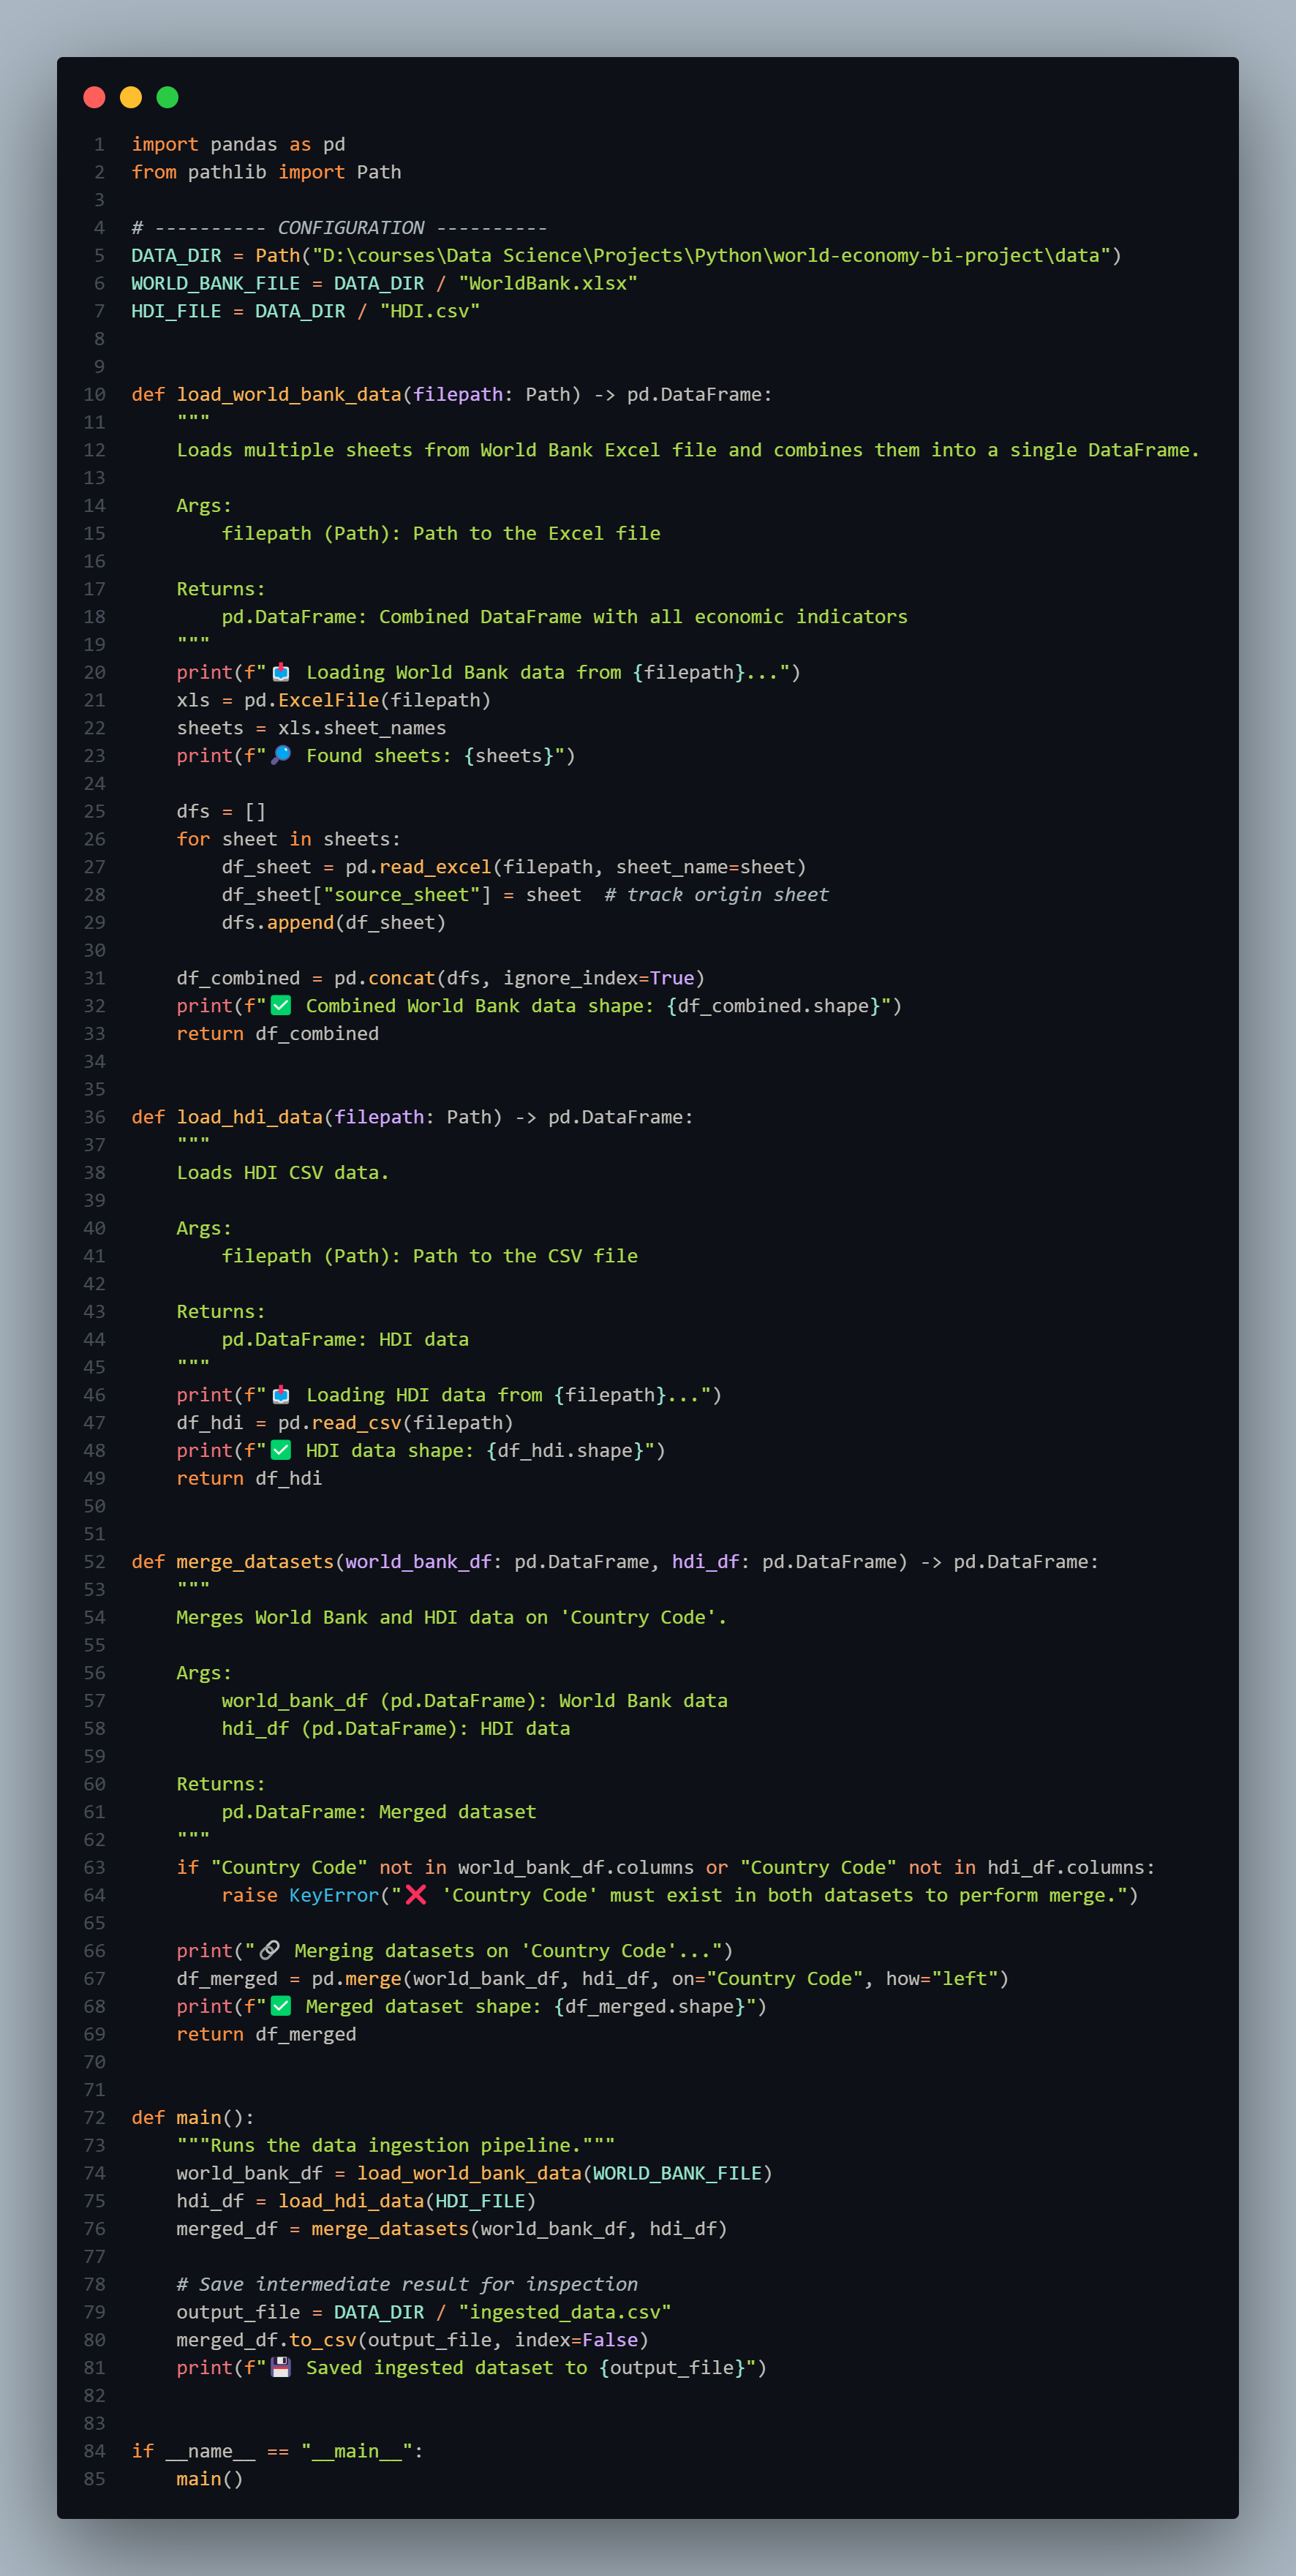 1 import pandas as pd
2 from pathlib import Path
3
4 # ---------- CONFIGURATION ----------
5 DATA_DIR = Path("D:\courses\Data Science\Projects\Python\world-economy-bi-project\data")
6 WORLD_BANK_FILE = DATA_DIR / "WorldBank.xlsx"
7 HDI_FILE = DATA_DIR / "HDI.csv"
8
9
10 def load_world_bank_data(filepath: Path) -> pd.DataFrame:
11     """
12     Loads multiple sheets from World Bank Excel file and combines them into a single DataFrame.
13
14     Args:
15         filepath (Path): Path to the Excel file
16
17     Returns:
18         pd.DataFrame: Combined DataFrame with all economic indicators
19     """
20     print(f"📥 Loading World Bank data from {filepath}...")
21     xls = pd.ExcelFile(filepath)
22     sheets = xls.sheet_names
23     print(f"🔎 Found sheets: {sheets}")
24
25     dfs = []
26     for sheet in sheets:
27         df_sheet = pd.read_excel(filepath, sheet_name=sheet)
28         df_sheet["source_sheet"] = sheet  # track origin sheet
29         dfs.append(df_sheet)
30
31     df_combined = pd.concat(dfs, ignore_index=True)
32     print(f"✅ Combined World Bank data shape: {df_combined.shape}")
33     return df_combined
34
35
36 def load_hdi_data(filepath: Path) -> pd.DataFrame:
37     """
38     Loads HDI CSV data.
39
40     Args:
41         filepath (Path): Path to the CSV file
42
43     Returns:
44         pd.DataFrame: HDI data
45     """
46     print(f"📥 Loading HDI data from {filepath}...")
47     df_hdi = pd.read_csv(filepath)
48     print(f"✅ HDI data shape: {df_hdi.shape}")
49     return df_hdi
50
51
52 def merge_datasets(world_bank_df: pd.DataFrame, hdi_df: pd.DataFrame) -> pd.DataFrame:
53     """
54     Merges World Bank and HDI data on 'Country Code'.
55
56     Args:
57         world_bank_df (pd.DataFrame): World Bank data
58         hdi_df (pd.DataFrame): HDI data
59
60     Returns:
61         pd.DataFrame: Merged dataset
62     """
63     if "Country Code" not in world_bank_df.columns or "Country Code" not in hdi_df.columns:
64         raise KeyError("❌ 'Country Code' must exist in both datasets to perform merge.")
65
66     print("🔗 Merging datasets on 'Country Code'...")
67     df_merged = pd.merge(world_bank_df, hdi_df, on="Country Code", how="left")
68     print(f"✅ Merged dataset shape: {df_merged.shape}")
69     return df_merged
70
71
72 def main():
73     """Runs the data ingestion pipeline."""
74     world_bank_df = load_world_bank_data(WORLD_BANK_FILE)
75     hdi_df = load_hdi_data(HDI_FILE)
76     merged_df = merge_datasets(world_bank_df, hdi_df)
77
78     # Save intermediate result for inspection
79     output_file = DATA_DIR / "ingested_data.csv"
80     merged_df.to_csv(output_file, index=False)
81     print(f"💾 Saved ingested dataset to {output_file}")
82
83
84 if __name__ == "__main__":
85     main()